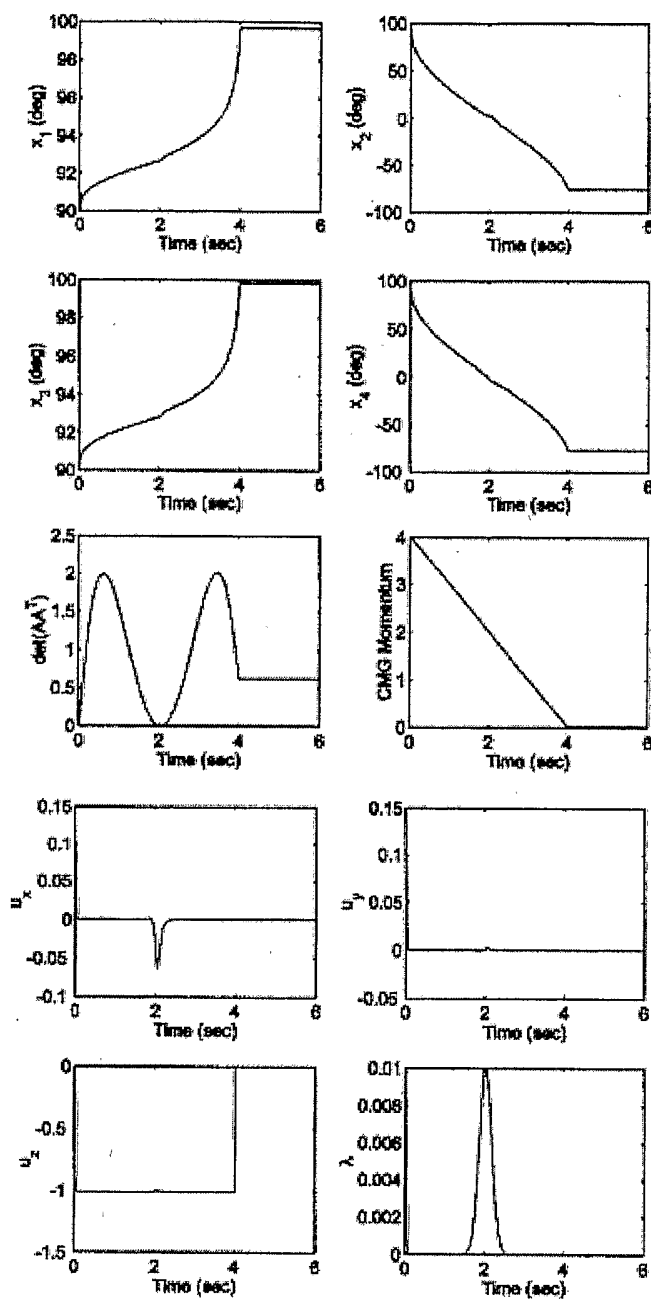 100
98
96
94
92
90
x1 (deg)
0 2 4 6
Time (sec)
100
50
0
-50
-100
x2 (deg)
0 2 4 6
Time (sec)
100
98
96
94
92
90
x3 (deg)
0 2 4 6
Time (sec)
100
50
0
-50
-100
x4 (deg)
0 2 4 6
Time (sec)
2.5
2
1.5
1
0.5
0
det(AA^T)
0 2 4 6
Time (sec)
4
3
2
1
0
CMG Momentum
0 2 4 6
Time (sec)
0.15
0.1
0.05
0
-0.05
-0.1
u_x
0 2 4 6
Time (sec)
0.15
0.1
0.05
0
-0.05
u_y
0 2 4 6
Time (sec)
0
-0.5
-1
-1.5
u_z
0 2 4 6
Time (sec)
0.01
0.008
0.006
0.004
0.002
0
λ
0 2 4 6
Time (sec)